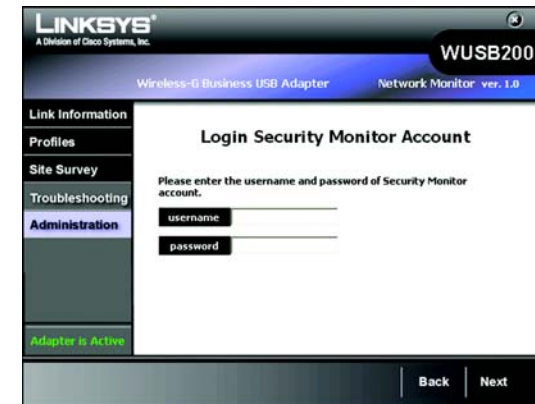 LINKSYS®
A Division of Cisco Systems, Inc.
WUSB200
Wireless-G Business USB Adapter
Network Monitor ver. 1.0
Link Information
Profiles
Site Survey
Troubleshooting
Administration
Login Security Monitor Account
Please enter the username and password of Security Monitor
account.
username
password
Adapter is Active
Back
Next